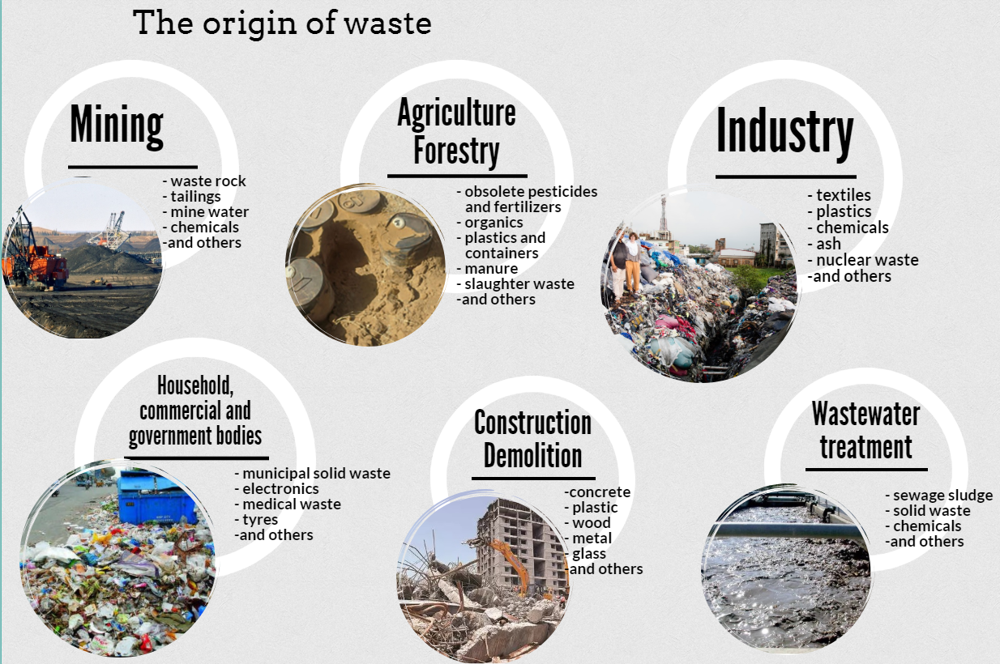 The origin of waste
Mining
- waste rock
- tailings
- mine water
- chemicals
-and others
Agriculture
Forestry
- obsolete pesticides
and fertilizers
- organics
- plastics and
containers
- manure
- slaughter waste
-and others
Industry
- textiles
- plastics
- chemicals
- ash
- nuclear waste
-and others
Household,
commercial and
government bodies
- municipal solid waste
- electronics
- medical waste
- tyres
-and others
Construction
Demolition
-concrete
- plastic
- wood
- metal
- glass
-and others
Wastewater
treatment
- sewage sludge
- solid waste
- chemicals
-and others